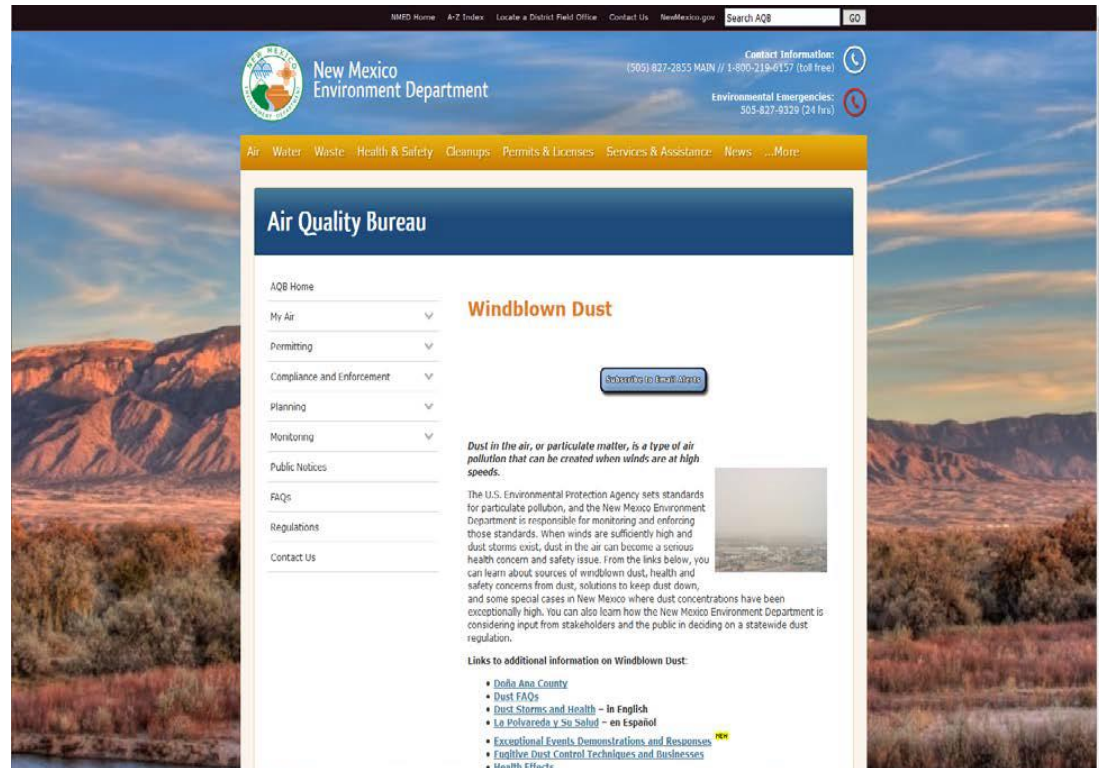 NMED Home A-Z Index Locate a District Field Office Contact Us NewMexico.gov Search AQB GO
NEW MEXICO
ENVIRONMENT DEPARTMENT
New Mexico
Environment Department
Contact Information:
(505) 827-2855 MAIN // 1-800-219-6157 (toll free)
Environmental Emergencies:
505-827-9329 (24 hrs)
Air Water Waste Health & Safety Cleanups Permits & Licenses Services & Assistance News ...More
Air Quality Bureau
AQB Home
My Air
Permitting
Compliance and Enforcement
Planning
Monitoring
Public Notices
FAQs
Regulations
Contact Us
Windblown Dust
Subscribe to Email Alerts
Dust in the air, or particulate matter, is a type of air
pollution that can be created when winds are at high
speeds.
The U.S. Environmental Protection Agency sets standards
for particulate pollution, and the New Mexico Environment
Department is responsible for monitoring and enforcing
those standards. When winds are sufficiently high and
dust storms exist, dust in the air can become a serious
health concern and safety issue. From the links below, you
can learn about sources of windblown dust, health and
safety concerns from dust, solutions to keep dust down,
and some special cases in New Mexico where dust concentrations have been
exceptionally high. You can also learn how the New Mexico Environment Department is
considering input from stakeholders and the public in deciding on a statewide dust
regulation.
Links to additional information on Windblown Dust:
• Doña Ana County
• Dust FAQs
• Dust Storms and Health – in English
• La Polvareda y Su Salud – en Español
• Exceptional Events Demonstrations and Responses NEW
• Fugitive Dust Control Techniques and Businesses
• Health Effects